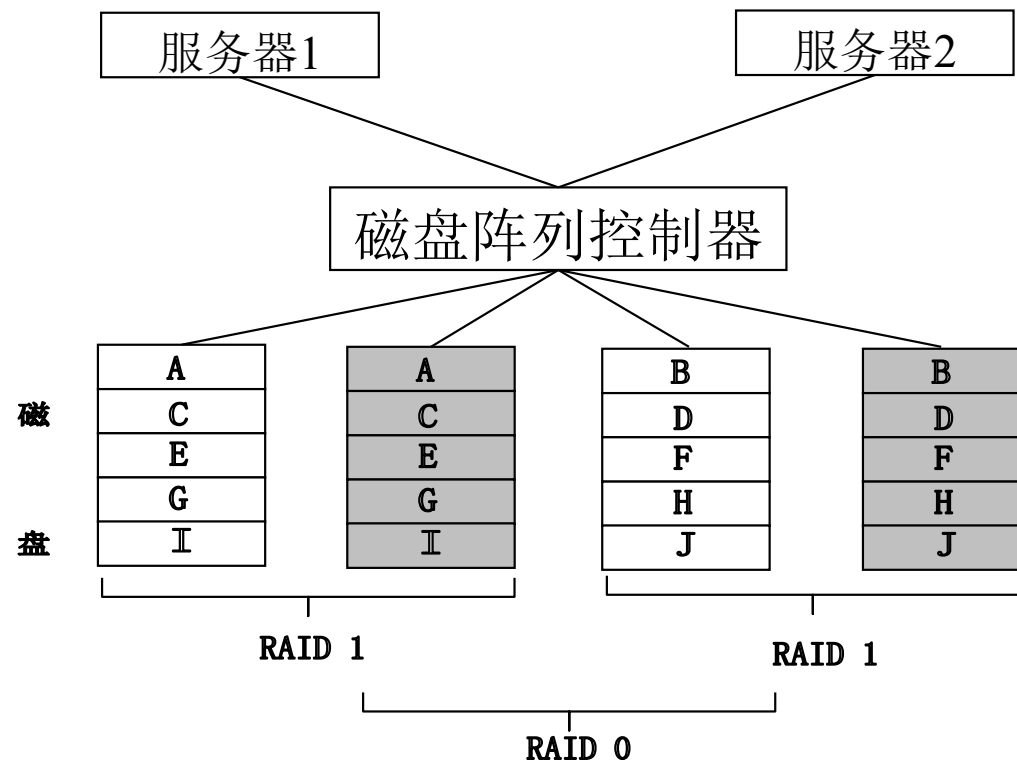 服务器1
服务器2
磁盘阵列控制器
A A B B
磁 C C D D
E E F F
G G H H
盘 I I J J
RAID 1 RAID 1
RAID 0